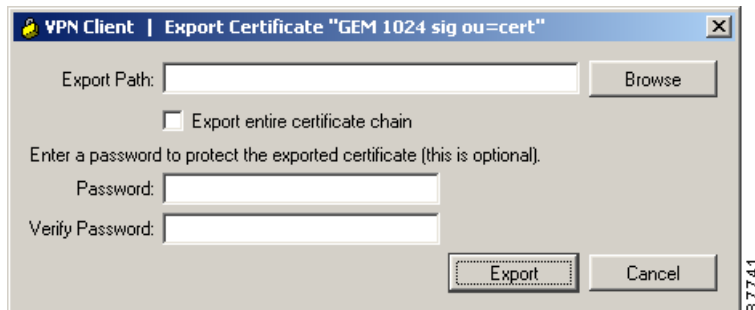 VPN Client | Export Certificate "GEM 1024 sig ou=cert"
Export Path:
Browse
Export entire certificate chain
Enter a password to protect the exported certificate (this is optional).
Password:
Verify Password:
Export
Cancel
87741